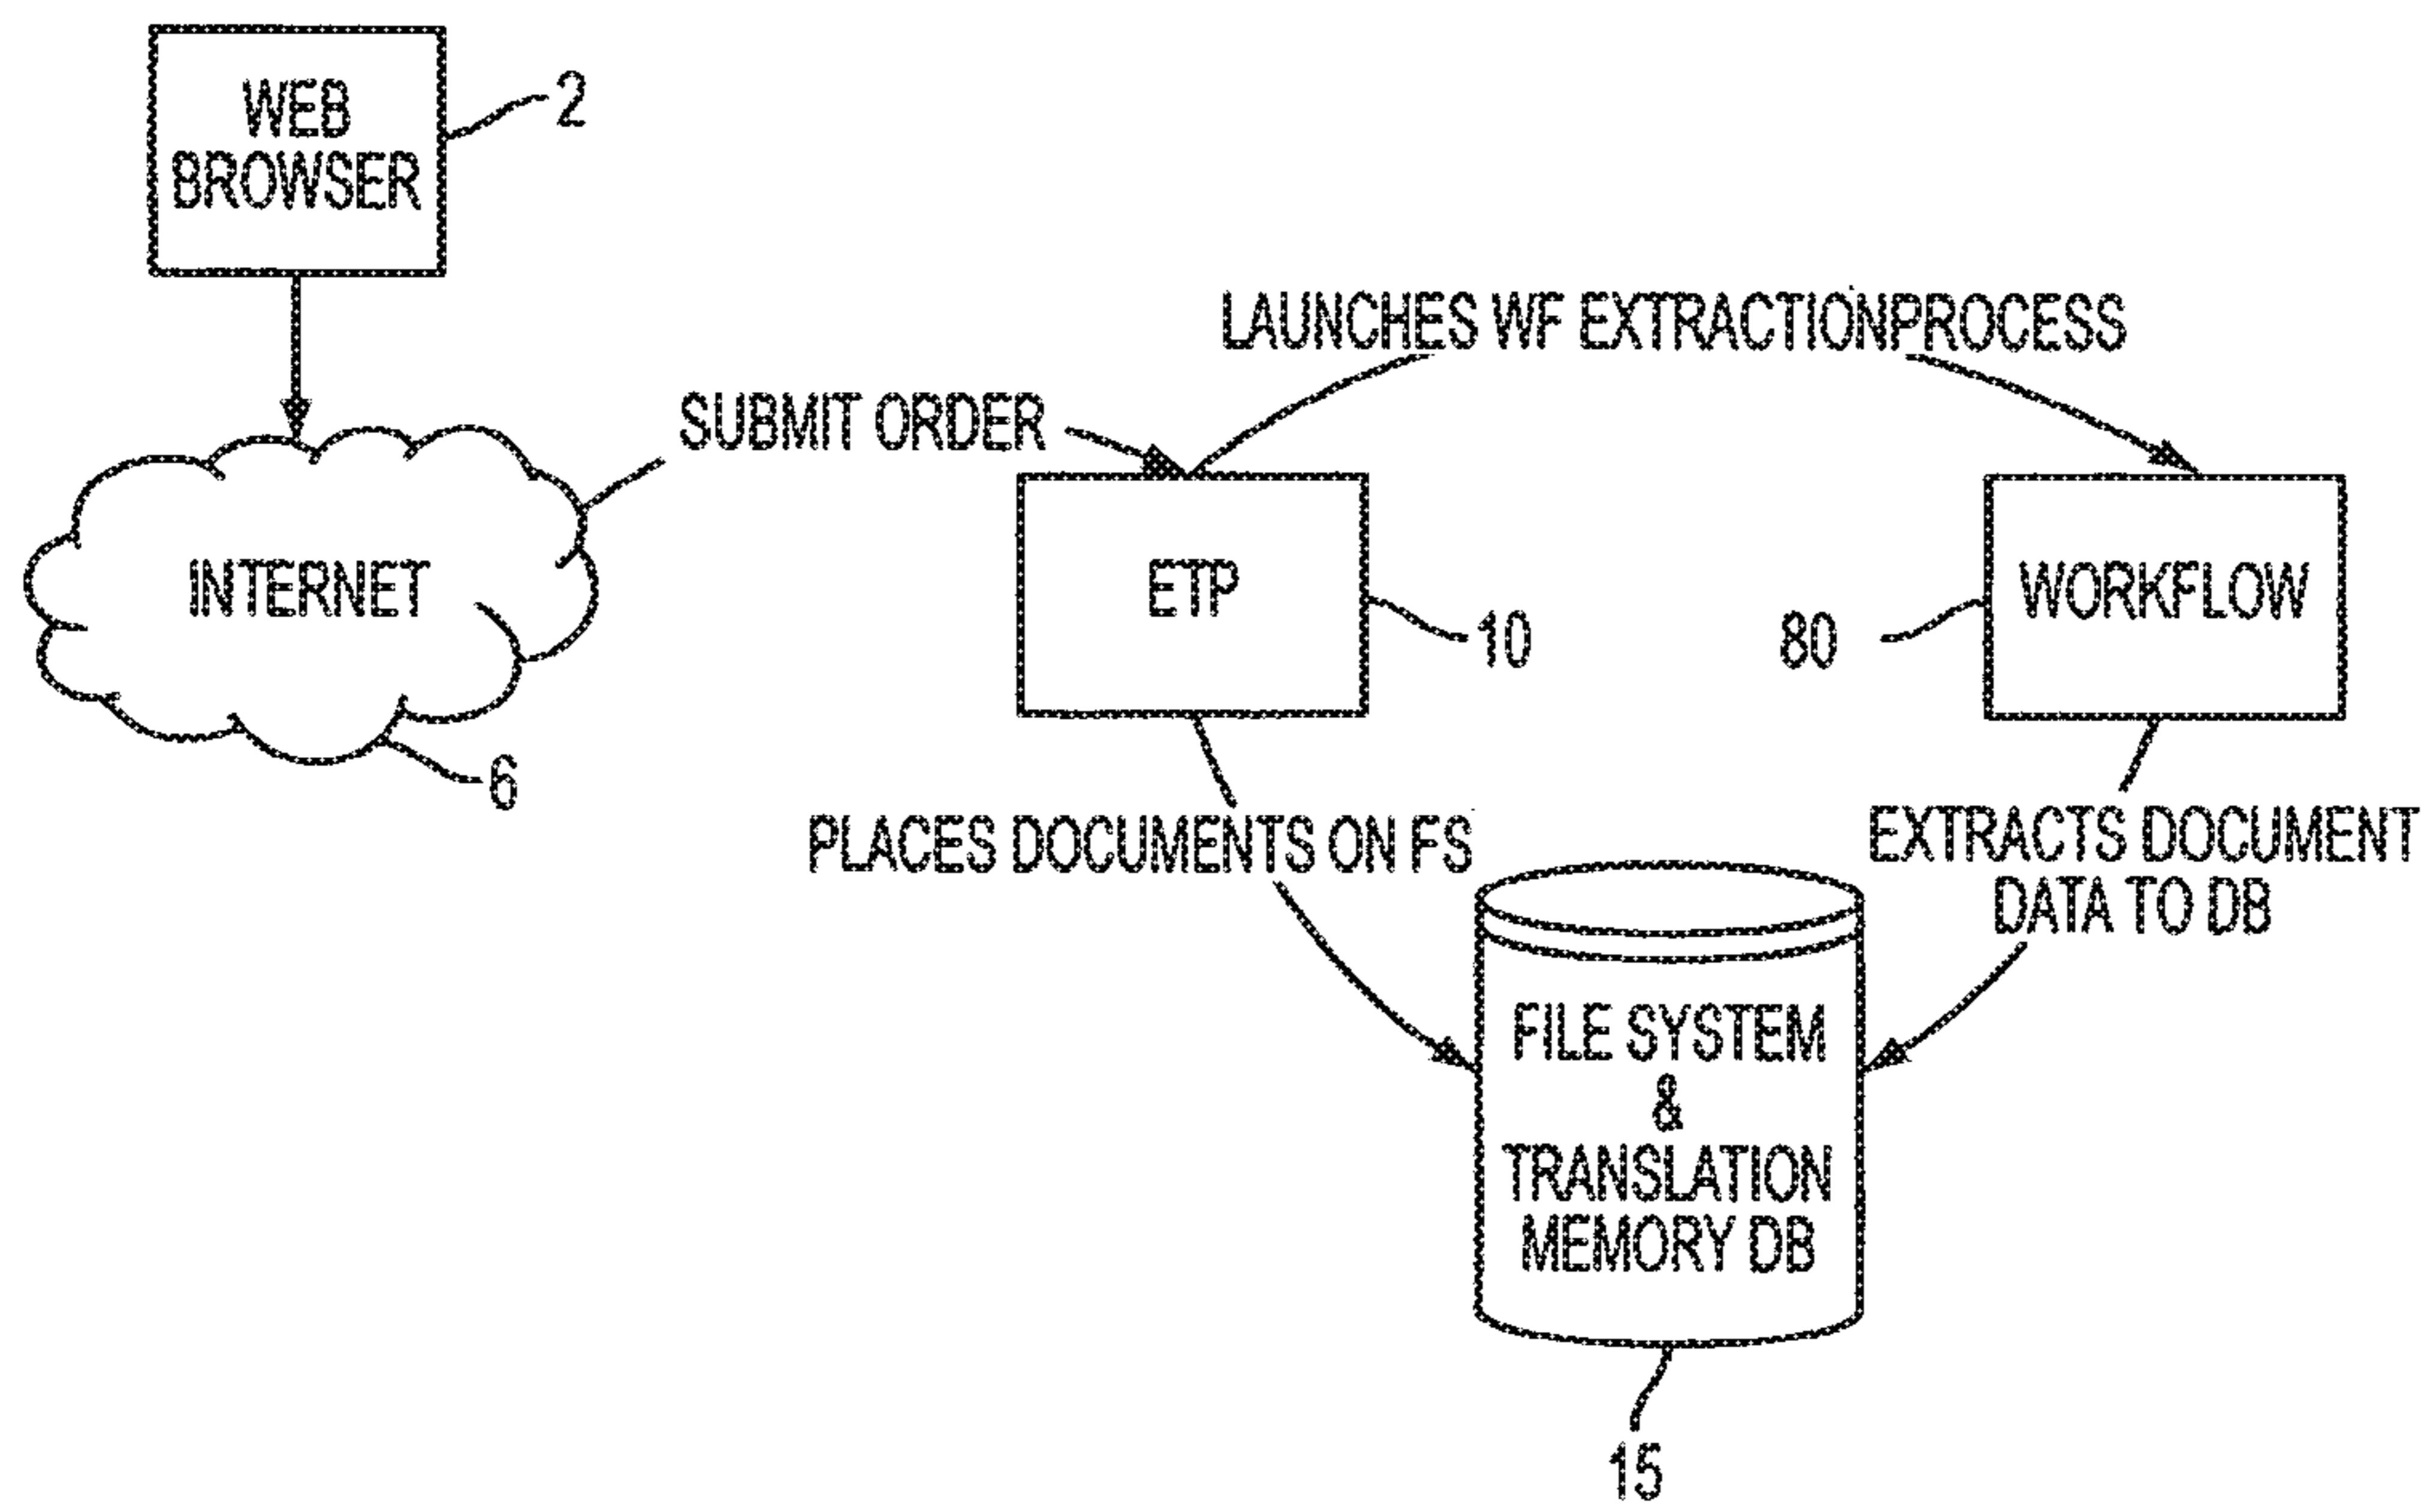 WEB
BROWSER
2
LAUNCHES WF EXTRACTIONPROCESS
SUBMIT ORDER
INTERNET
6
ETP
10
80
WORKFLOW
PLACES DOCUMENTS ON FS
EXTRACTS DOCUMENT
DATA TO DB
FILE SYSTEM
&
TRANSLATION
MEMORY DB
15